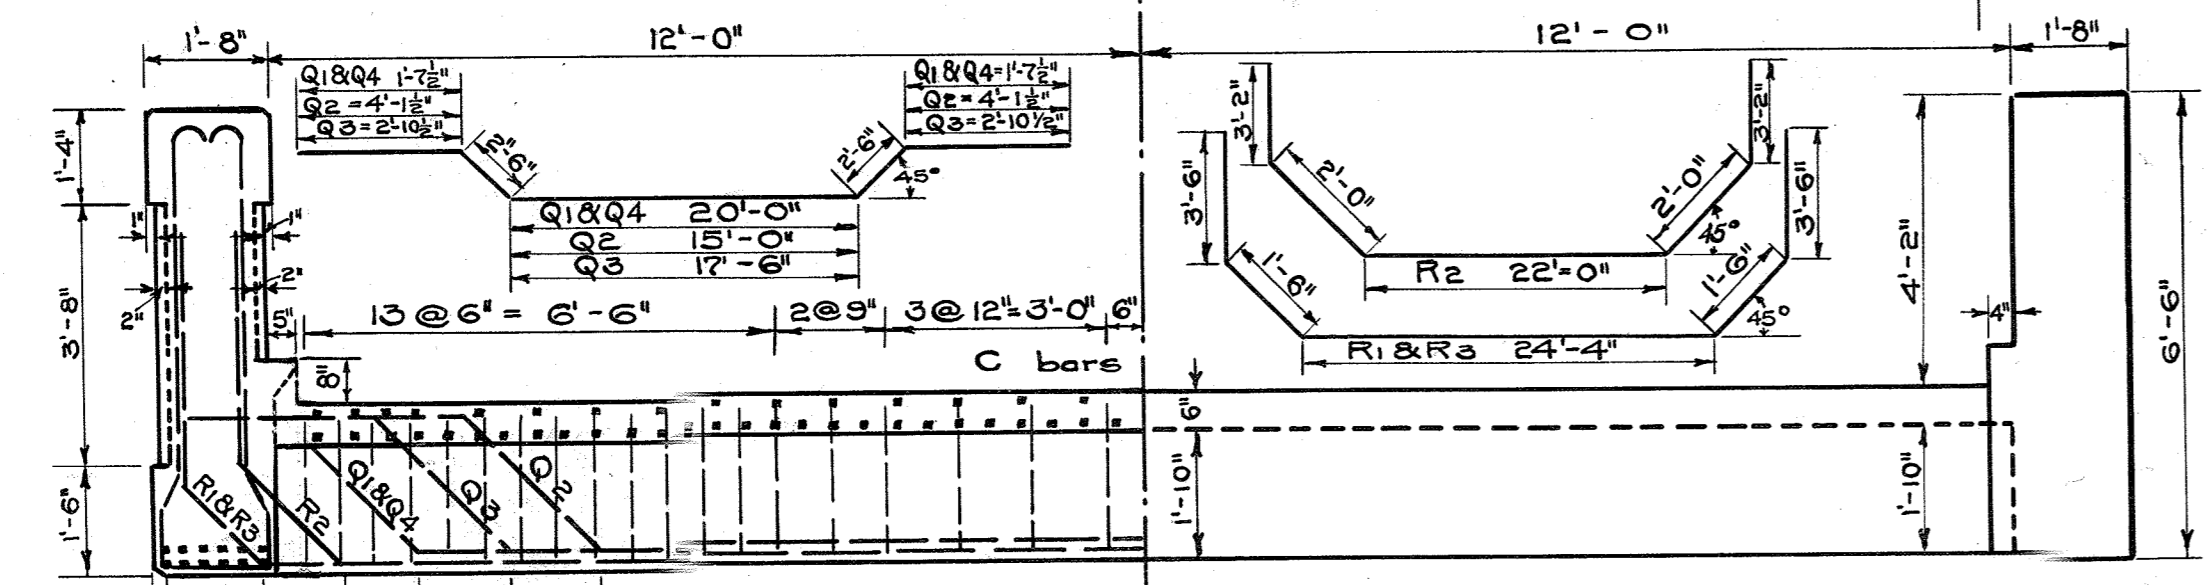 1'-8"
12'-0"
12'-0"
1'-8"
Q1&Q4 1'-7½"
Q2 = 4'-1½"
Q3 = 2'-10½"
Q1&Q4=1'-7½"
Q2 = 4'-1½"
Q3=2'-10½"
2'-6"
2'-6"
45°
Q1&Q4 20'-0"
Q2 15'-0"
Q3 17'-6"
3'-2"
3'-2"
3'-6"
3'-6"
2'-0"
2'-0"
45°
R2 22'=0"
1'-6"
1'-6"
45°
R1&R3 24'-4"
1'-4"
3'-8"
1'-6"
1"
1"
2"
2"
5"
8"
13 @ 6" = 6'-6"
2@9"
3@12"=3'-0"
6"
C bars
R1&R3
R2
Q1&Q4
Q3
Q2
6"
1'-10"
1'-10"
4'-2"
4"
6'-6"